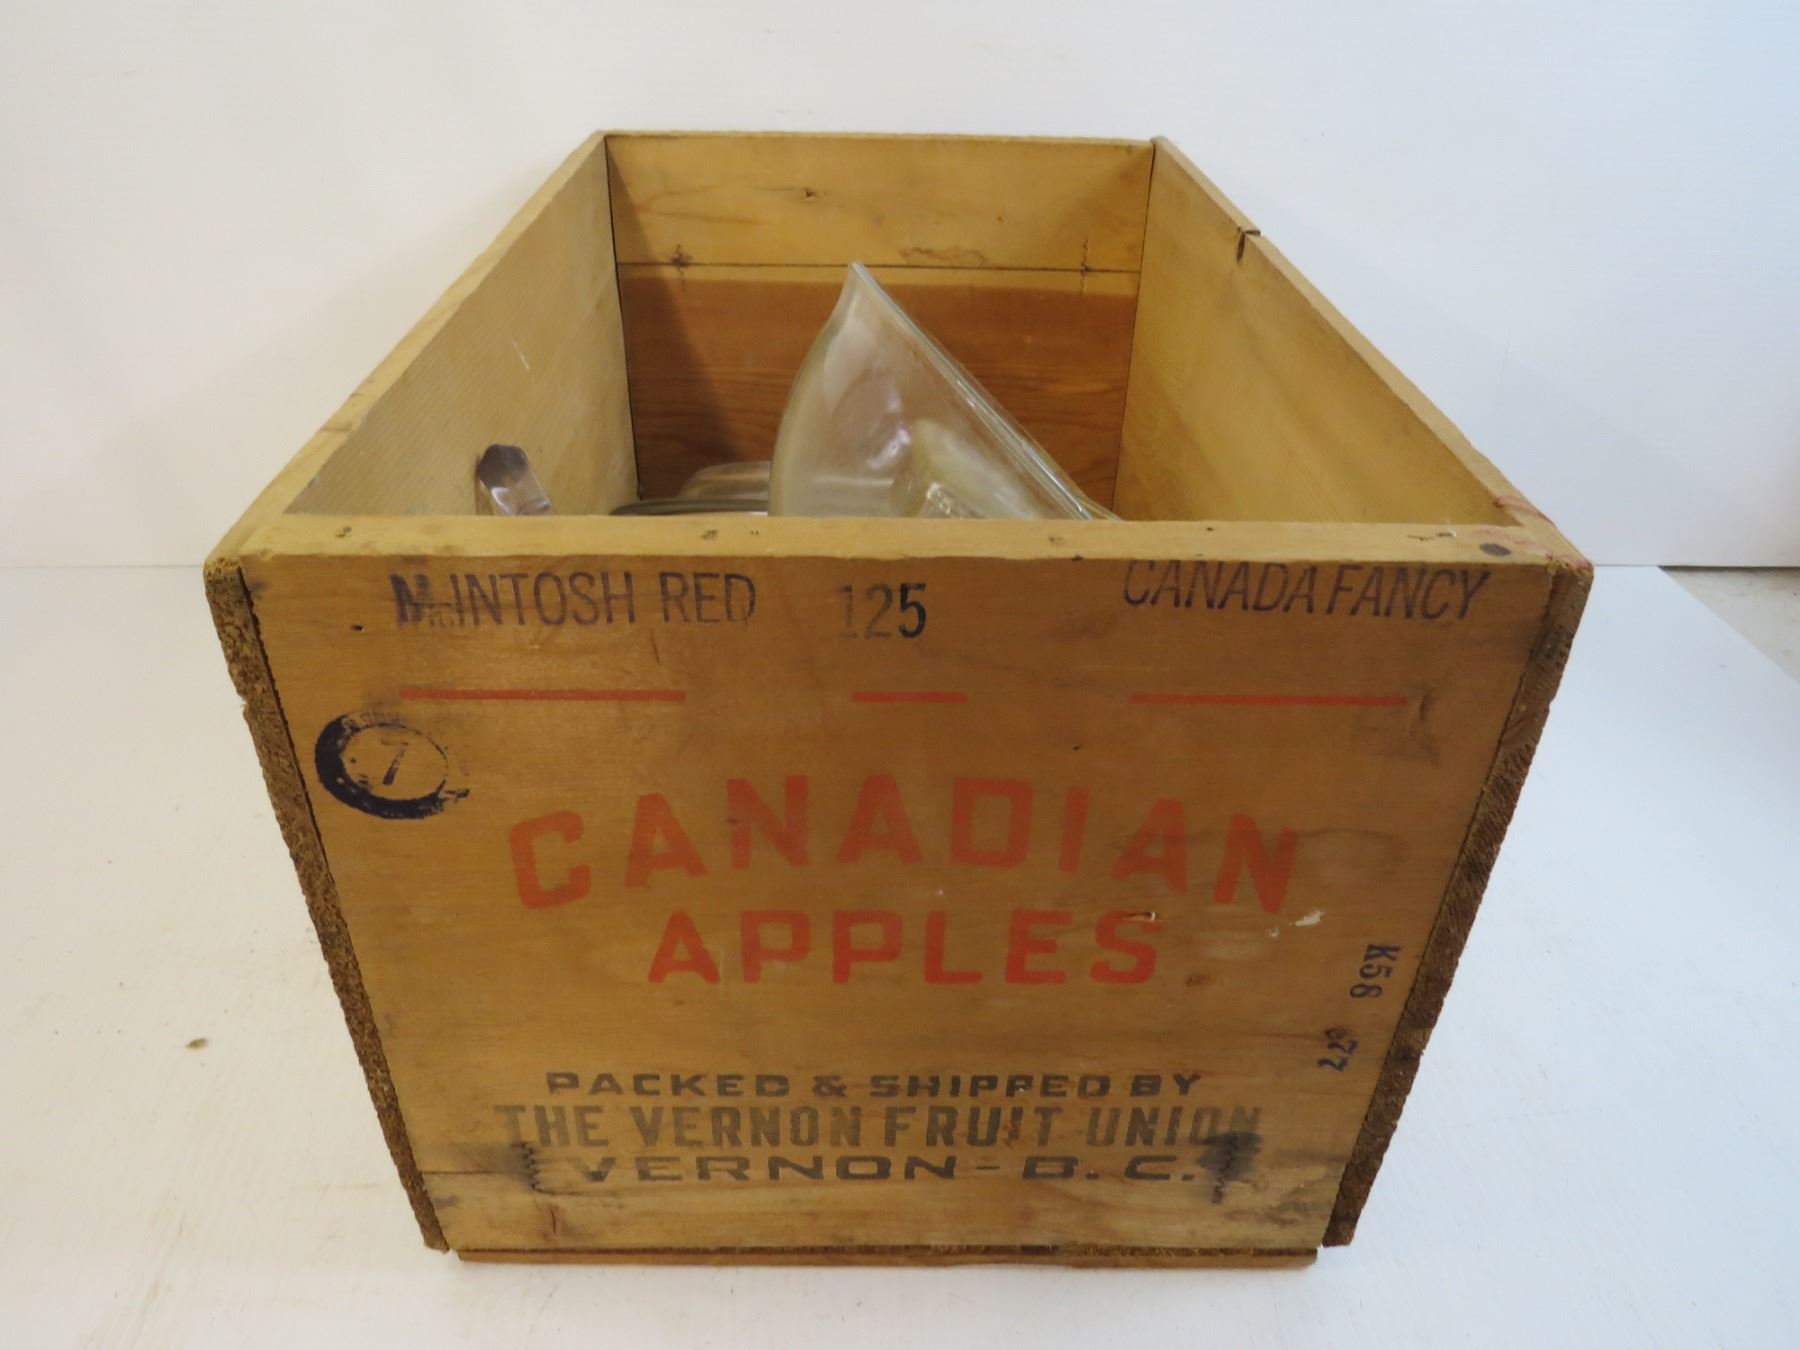 McINTOSH RED 125 CANADA FANCY
7
CANADIAN
APPLES
K58
PACKED & SHIPPED BY
THE VERNON FRUIT UNION
VERNON - B. C.